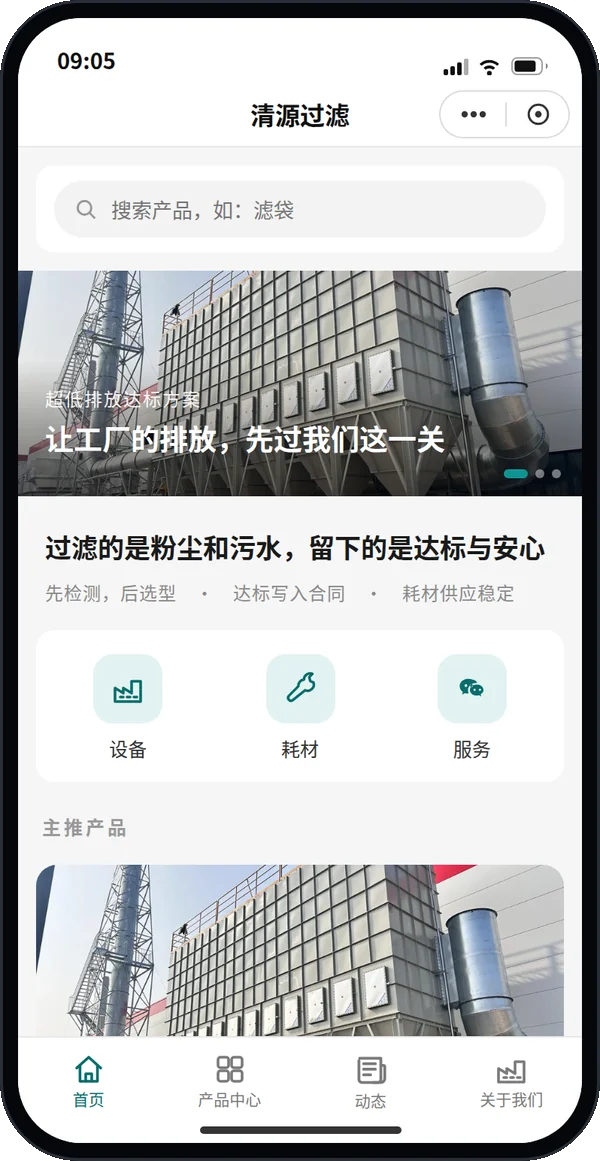 09:05
清源过滤
搜索产品，如：滤袋
超低排放达标方案
让工厂的排放，先过我们这一关
过滤的是粉尘和污水，留下的是达标与安心
先检测，后选型 · 达标写入合同 · 耗材供应稳定
设备 耗材 服务
主推产品
首页 产品中心 动态 关于我们